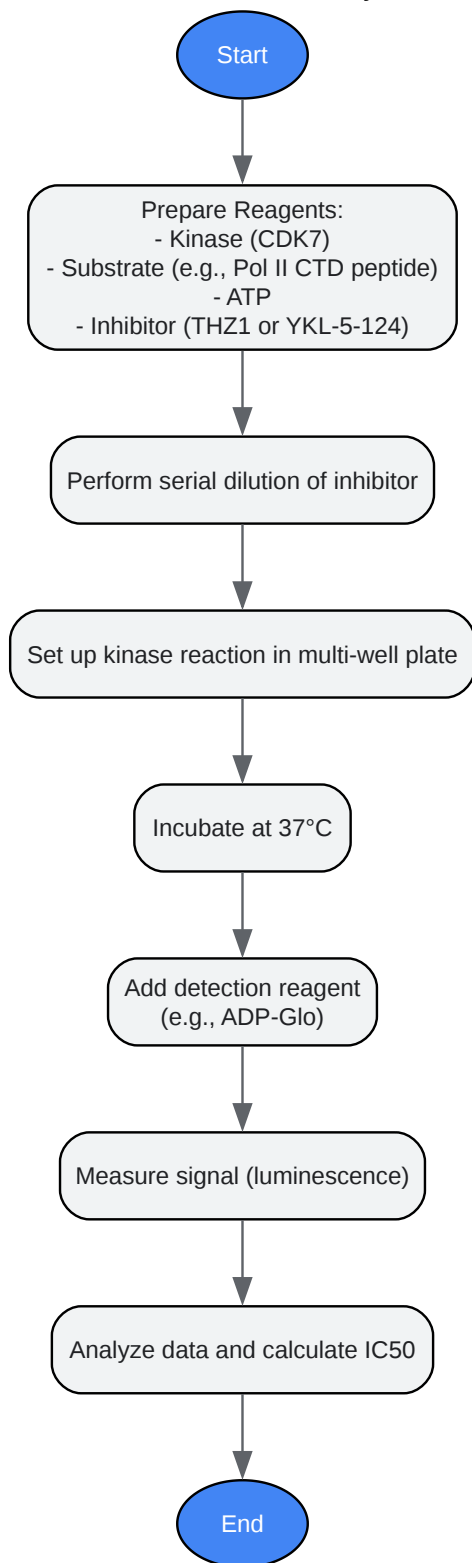 Start
Prepare Reagents:
- Kinase (CDK7)
- Substrate (e.g., Pol II CTD peptide)
- ATP
- Inhibitor (THZ1 or YKL-5-124)
Perform serial dilution of inhibitor
Set up kinase reaction in multi-well plate
Incubate at 37°C
Add detection reagent
(e.g., ADP-Glo)
Measure signal (luminescence)
Analyze data and calculate IC50
End